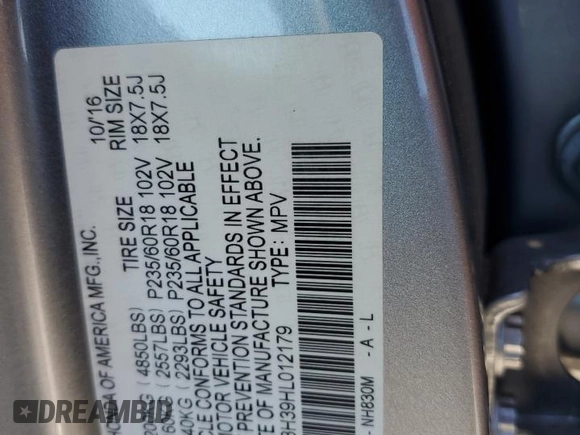 OF AMERICA MFG.,INC. 10/'16
TIRE SIZE RIM SIZE
(4850LBS)
(2557LBS) P235/60R18 102V 18X7.5J
(2293LBS) P235/60R18 102V 18X7.5J
CONFORMS TO ALL APPLICABLE
VEHICLE SAFETY
PREVENTION STANDARDS IN EFFECT
OF MANUFACTURE SHOWN ABOVE.
H39HL012179 TYPE: MPV
NH830M - A - L
DREAMBID